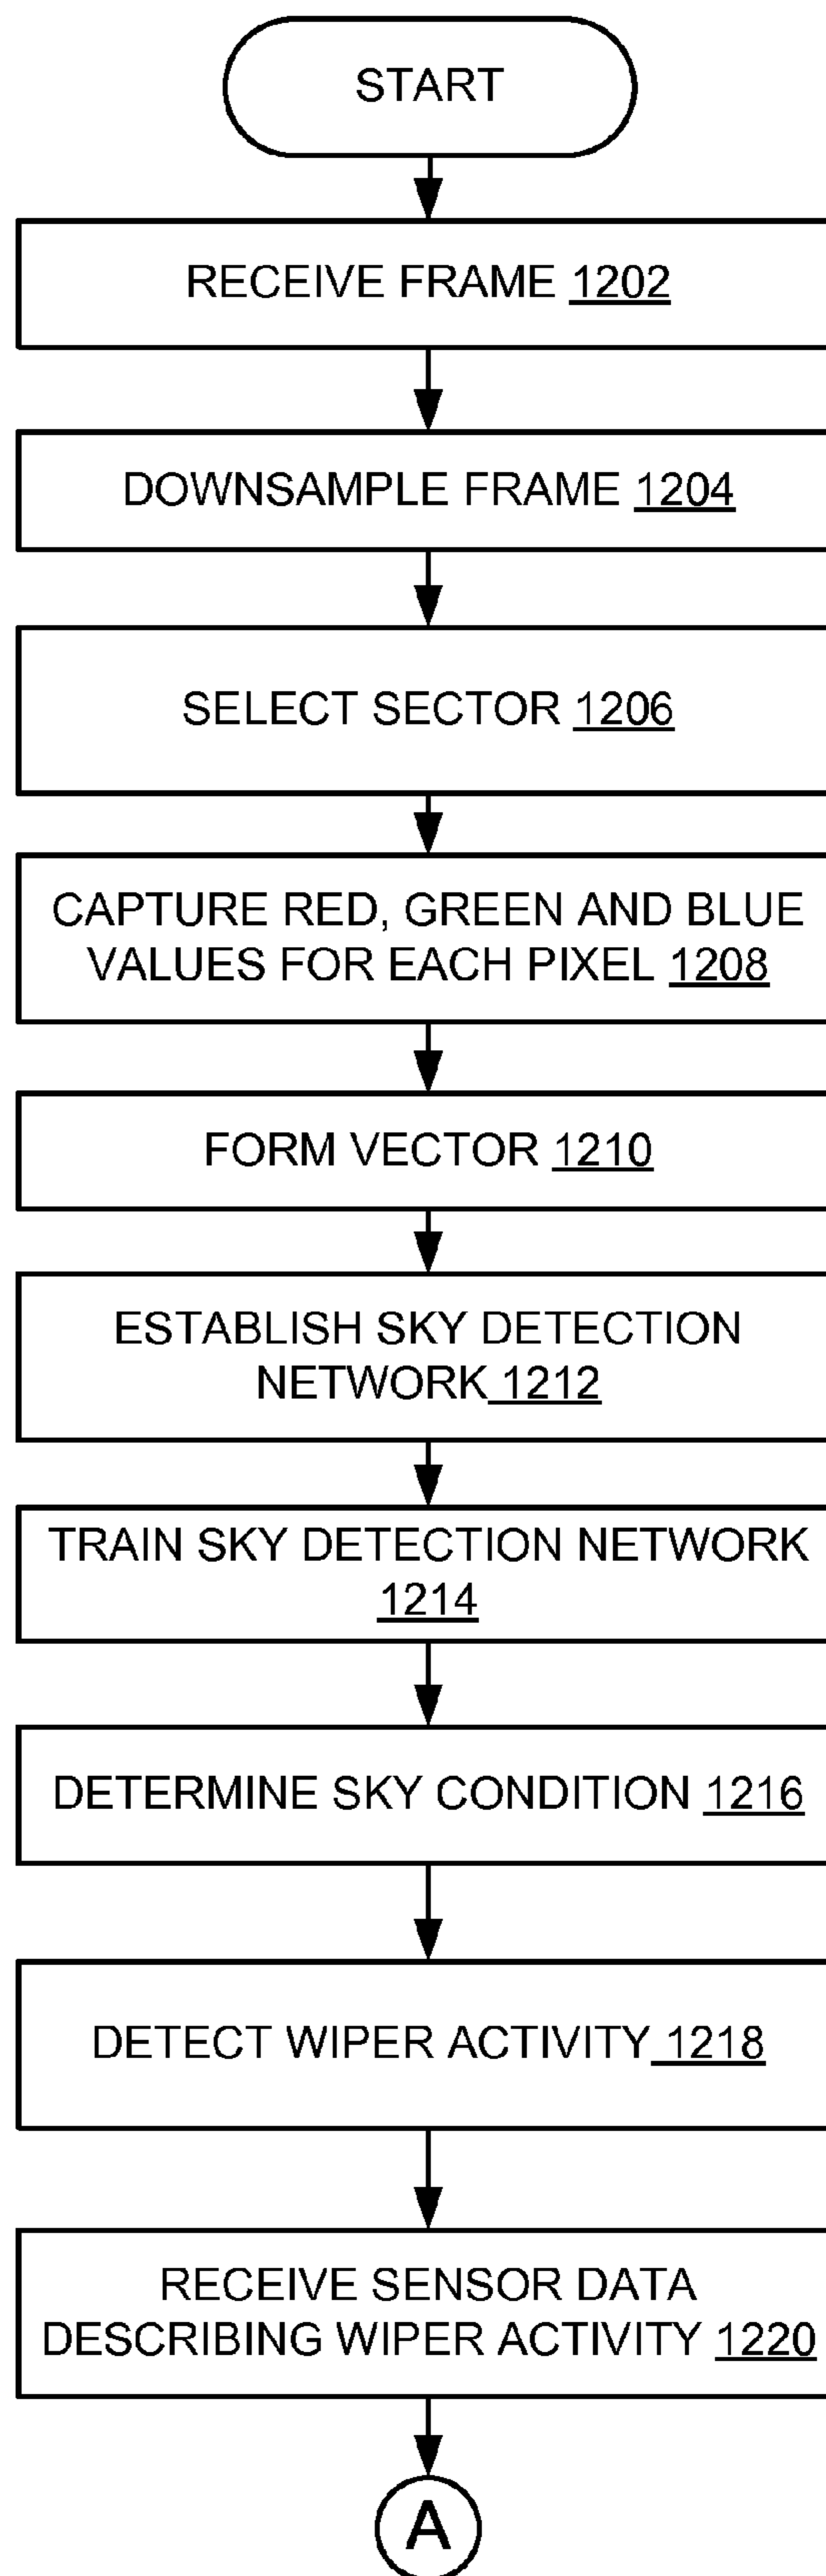 START
RECEIVE FRAME 1202
DOWNSAMPLE FRAME 1204
SELECT SECTOR 1206
CAPTURE RED, GREEN AND BLUE
VALUES FOR EACH PIXEL 1208
FORM VECTOR 1210
ESTABLISH SKY DETECTION
NETWORK 1212
TRAIN SKY DETECTION NETWORK
1214
DETERMINE SKY CONDITION 1216
DETECT WIPER ACTIVITY 1218
RECEIVE SENSOR DATA
DESCRIBING WIPER ACTIVITY 1220
A